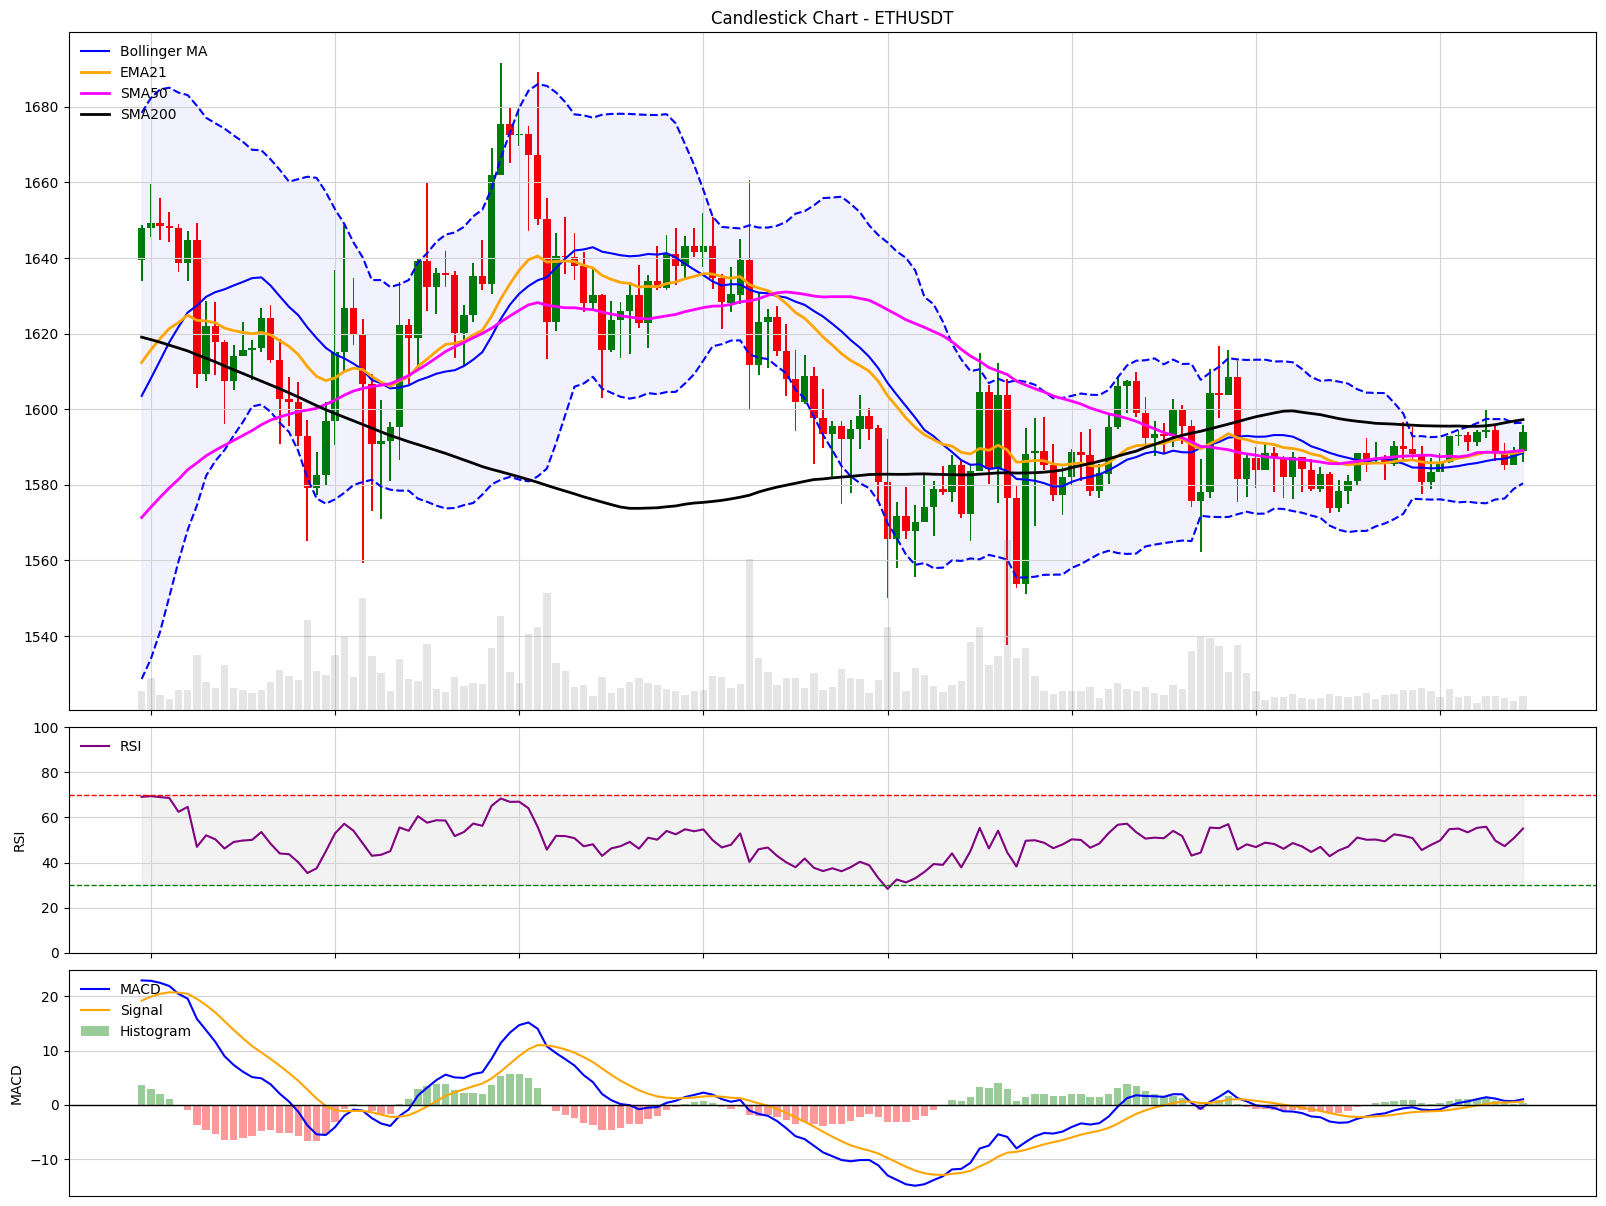 Candlestick Chart - ETHUSDT
Bollinger MA
EMA21
SMA50
SMA200
1680
1660
1640
1620
1600
1580
1560
1540
RSI
100
80
60
40
20
0
RSI
MACD
Signal
Histogram
20
10
0
−10
MACD